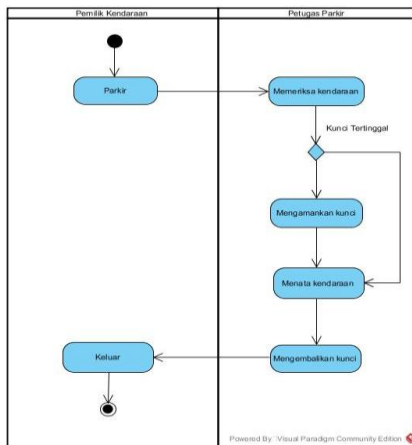 Pemilik Kendaraan
Petugas Parkir
Parkir
Memeriksa kendaraan
Kunci Tertinggal
Mengamankan kunci
Menata kendaraan
Keluar
Mengembalikan kunci
Powered By Visual Paradigm Community Edition